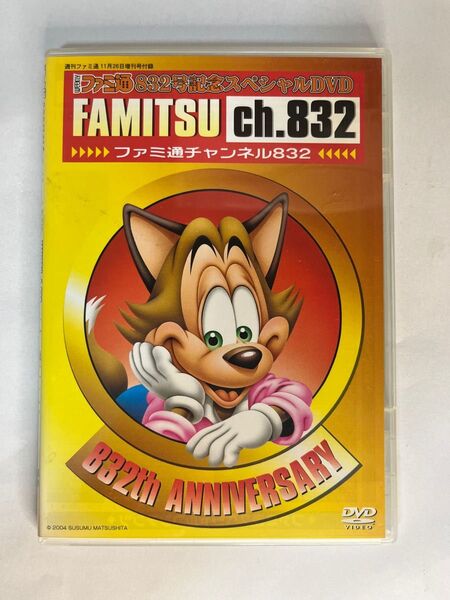 週刊ファミ通11月26日増刊号付録
週刊ファミ通 832号記念スペシャルDVD
FAMITSU ch.832
ファミ通チャンネル832
832th ANNIVERSARY
© 2004 SUSUMU MATSUSHITA
DVD
VIDEO